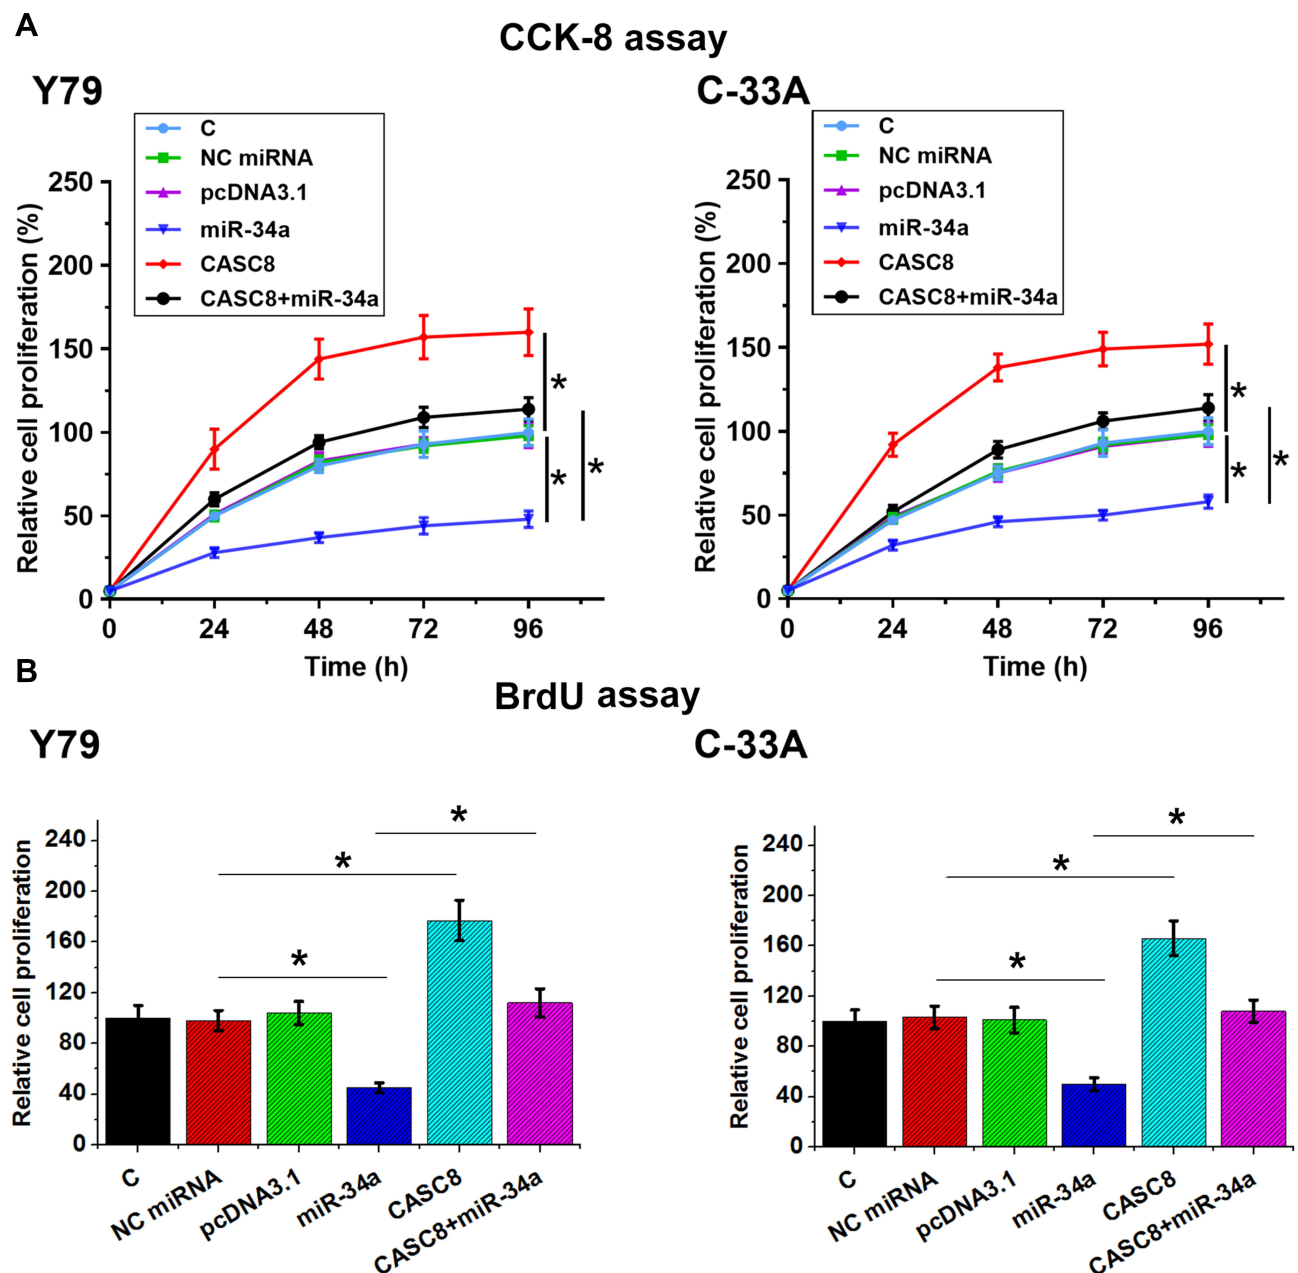 A
CCK-8 assay
Y79
C
NC miRNA
pcDNA3.1
miR-34a
CASC8
CASC8+miR-34a
Relative cell proliferation (%)
250
200
150
100
50
0
0 24 48 72 96
Time (h)
*
*
*
C-33A
C
NC miRNA
pcDNA3.1
miR-34a
CASC8
CASC8+miR-34a
Relative cell proliferation (%)
250
200
150
100
50
0
0 24 48 72 96
Time (h)
*
*
*
B
BrdU assay
Y79
Relative cell proliferation
240
200
160
120
80
40
0
*
*
*
C
NC miRNA
pcDNA3.1
miR-34a
CASC8
CASC8+miR-34a
C-33A
Relative cell proliferation
240
200
160
120
80
40
0
*
*
*
C
NC miRNA
pcDNA3.1
miR-34a
CASC8
CASC8+miR-34a